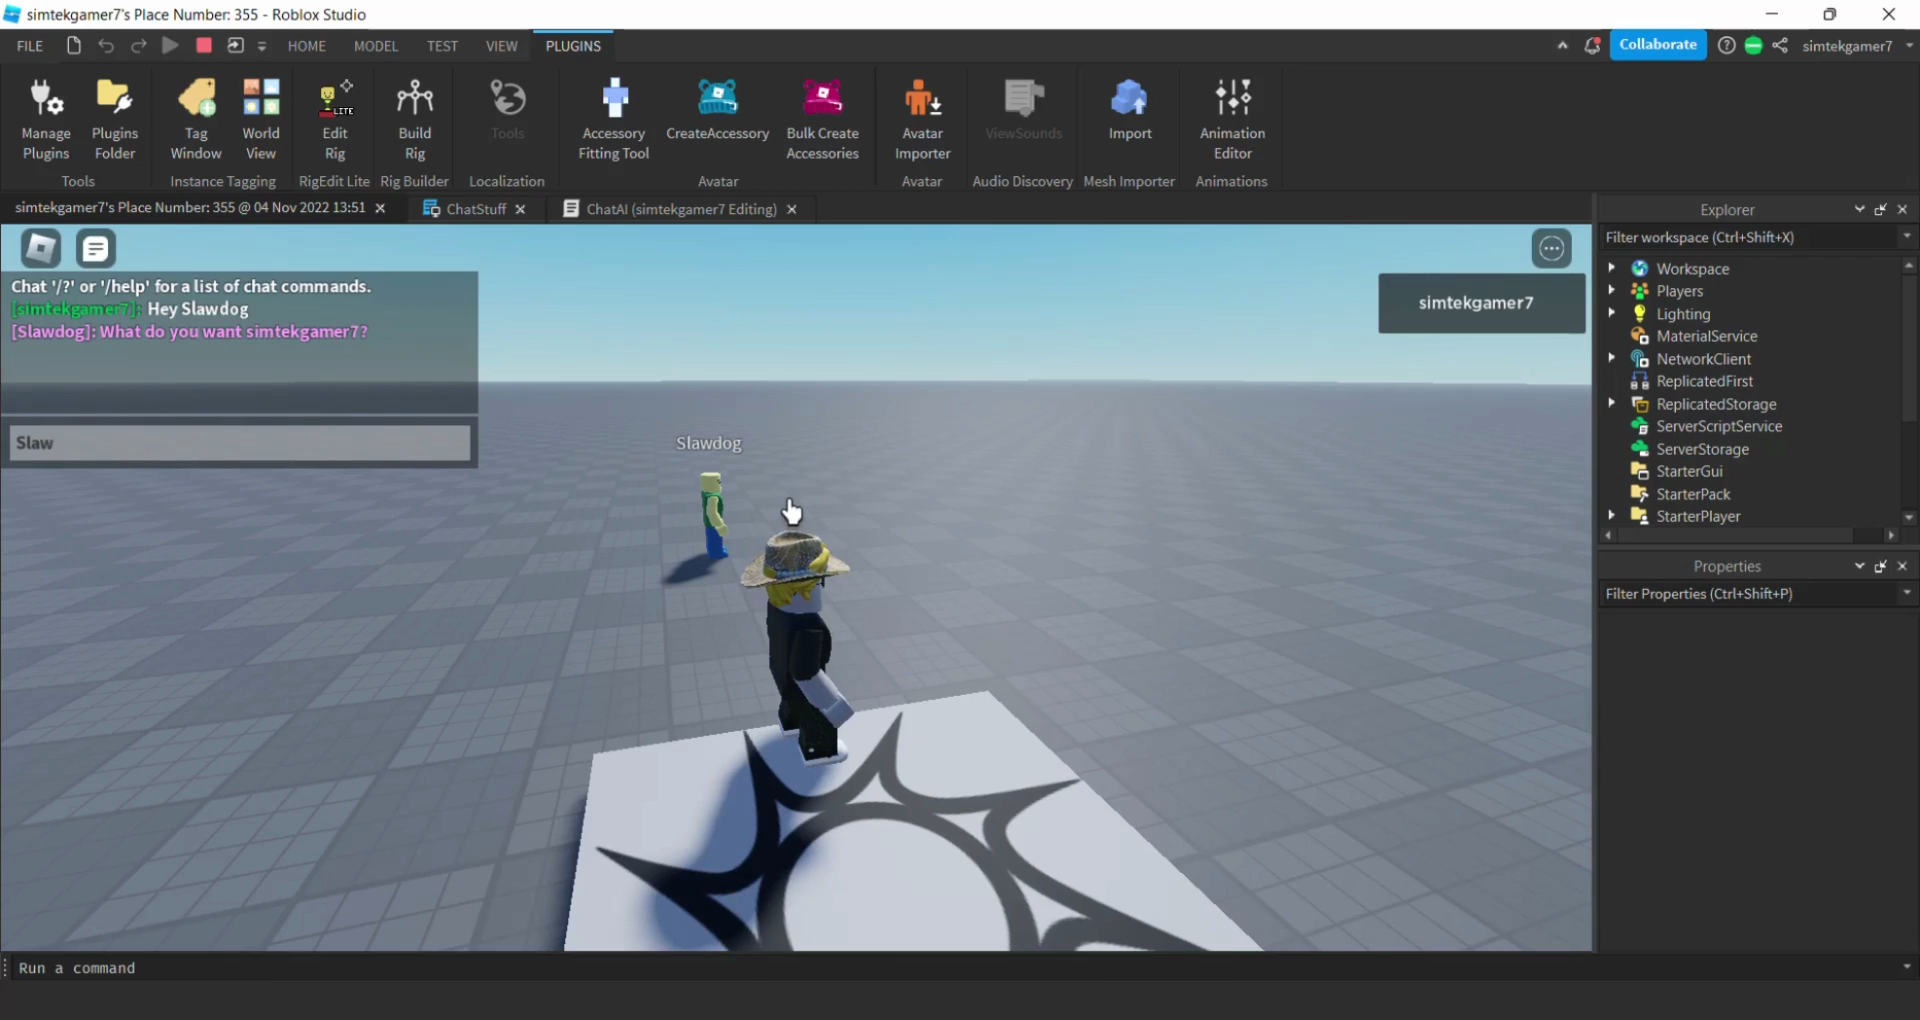 simtekgamer7's Place Number: 355 - Roblox Studio
FILE HOME MODEL TEST VIEW PLUGINS Collaborate simtekgamer7
Manage Plugins
Plugins Folder
Tools
Tag Window
World View
Instance Tagging
LITE
Edit Rig
RigEdit Lite
Build Rig
Rig Builder
Tools
Localization
Accessory Fitting Tool
CreateAccessory
Bulk Create Accessories
Avatar
Avatar Importer
Avatar
ViewSounds
Audio Discovery
Import
Mesh Importer
Animation Editor
Animations
simtekgamer7's Place Number: 355 @ 04 Nov 2022 13:51
ChatStuff
ChatAI (simtekgamer7 Editing)
Chat '/?' or '/help' for a list of chat commands.
[simtekgamer7]: Hey Slawdog
[Slawdog]: What do you want simtekgamer7?
Slaw
Slawdog
simtekgamer7
Explorer
Filter workspace (Ctrl+Shift+X)
Workspace
Players
Lighting
MaterialService
NetworkClient
ReplicatedFirst
ReplicatedStorage
ServerScriptService
ServerStorage
StarterGui
StarterPack
StarterPlayer
Properties
Filter Properties (Ctrl+Shift+P)
Run a command